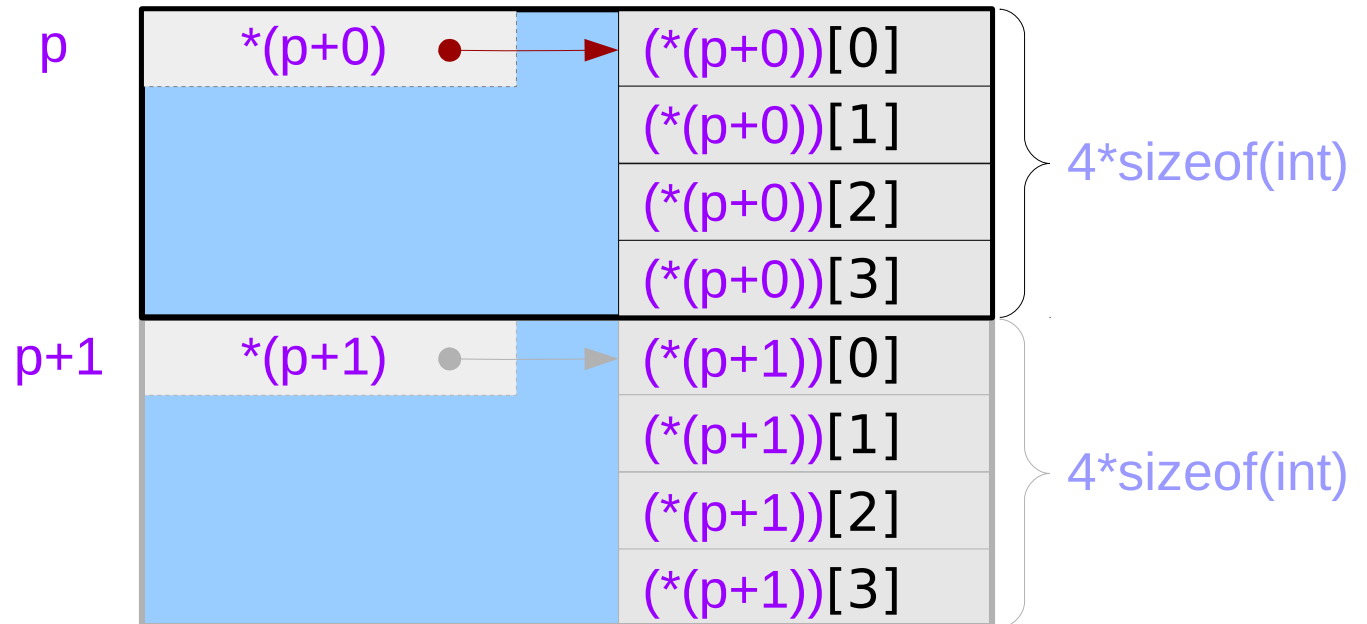 p *(p+0) (*(p+0))[0]
(*(p+0))[1]
4*sizeof(int)
(*(p+0))[2]
(*(p+0))[3]
p+1 *(p+1) (*(p+1))[0]
(*(p+1))[1]
4*sizeof(int)
(*(p+1))[2]
(*(p+1))[3]